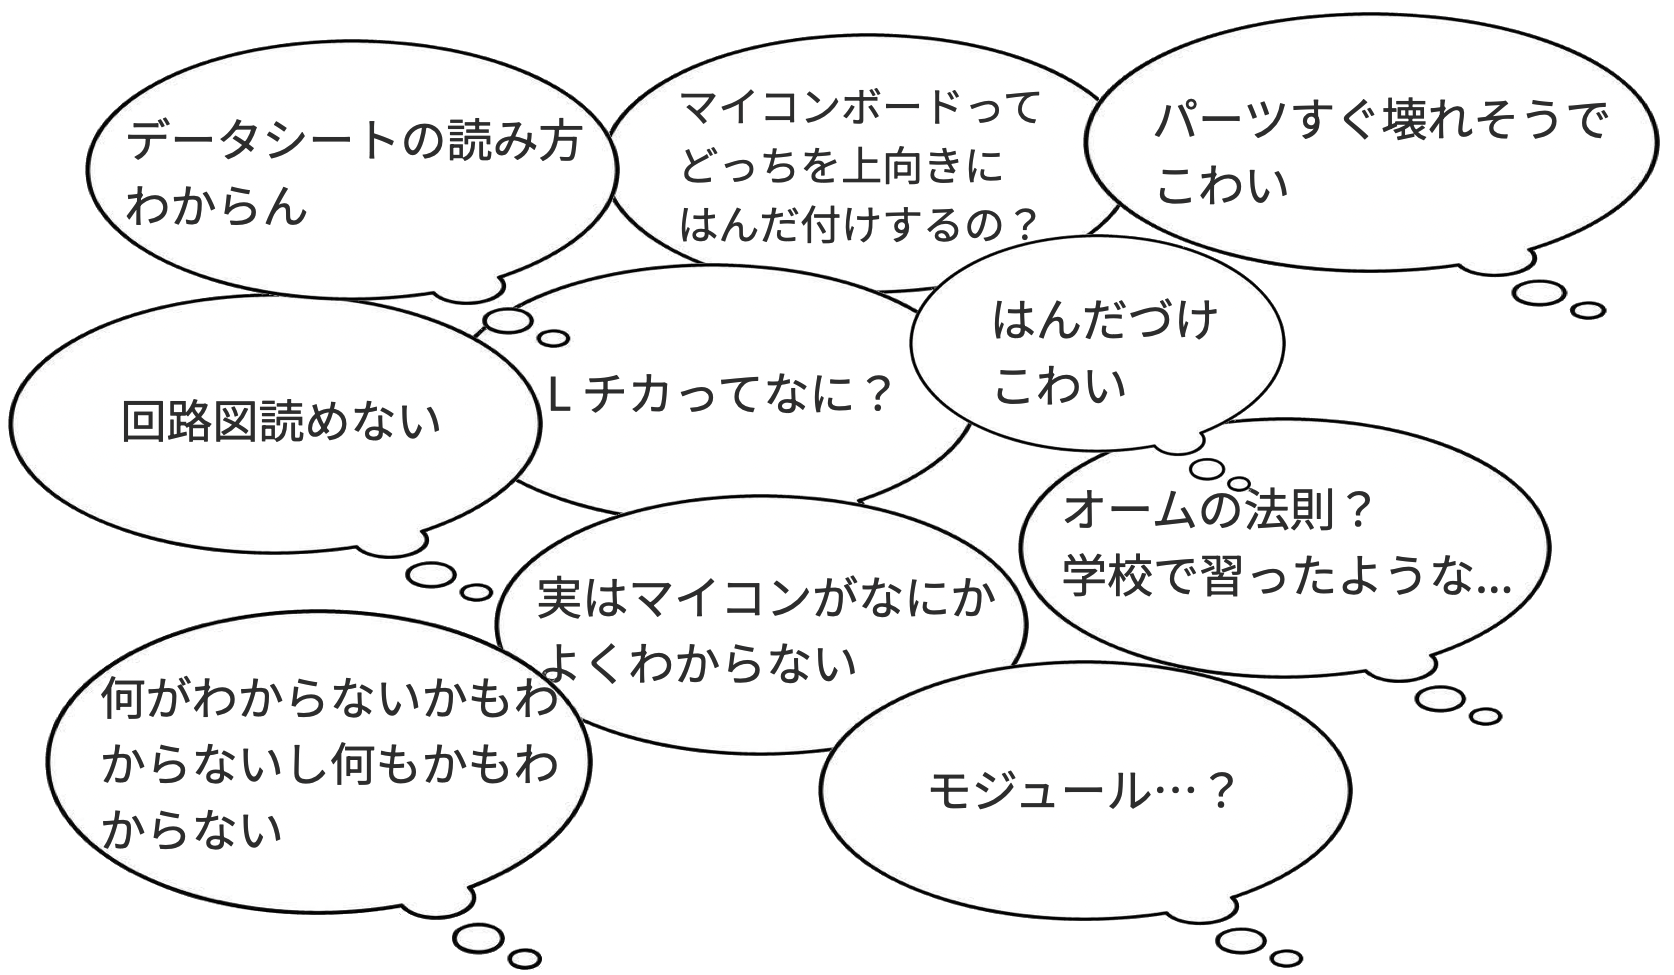 データシートの読み方
わからん
マイコンボードって
どっちを上向きに
はんだ付けするの？
パーツすぐ壊れそうで
こわい
回路図読めない
Lチカってなに？
はんだづけ
こわい
オームの法則？
学校で習ったような...
実はマイコンがなにか
よくわからない
何がわからないかもわ
からないし何もかもわ
からない
モジュール…？